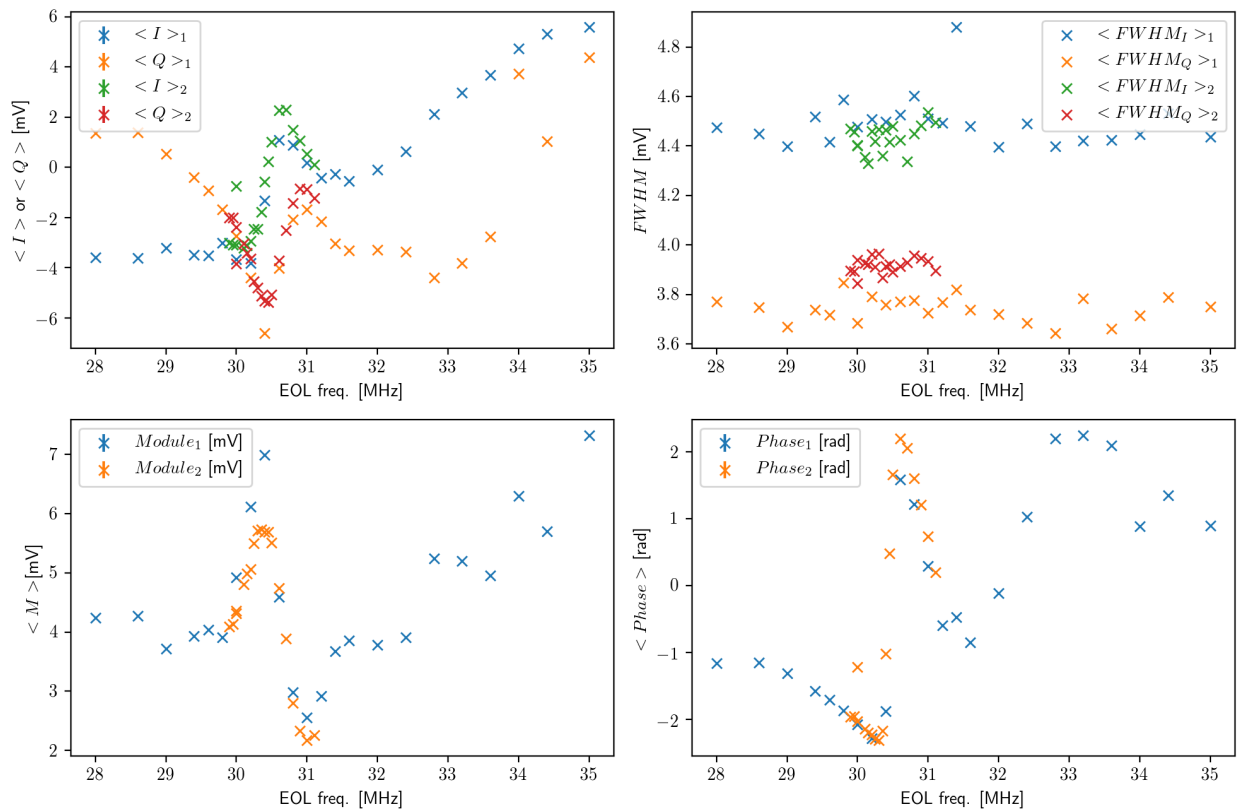 6
4
2
0
−2
−4
−6
< I > or < Q > [mV]
< I >₁
< Q >₁
< I >₂
< Q >₂
28 29 30 31 32 33 34 35
EOL freq. [MHz]
4.8
4.6
4.4
4.2
4.0
3.8
3.6
FWHM [mV]
< FWHM_I >₁
< FWHM_Q >₁
< FWHM_I >₂
< FWHM_Q >₂
28 29 30 31 32 33 34 35
EOL freq. [MHz]
7
6
5
4
3
2
< M >[mV]
Module₁ [mV]
Module₂ [mV]
28 29 30 31 32 33 34 35
EOL freq. [MHz]
2
1
0
−1
−2
< Phase > [rad]
Phase₁ [rad]
Phase₂ [rad]
28 29 30 31 32 33 34 35
EOL freq. [MHz]